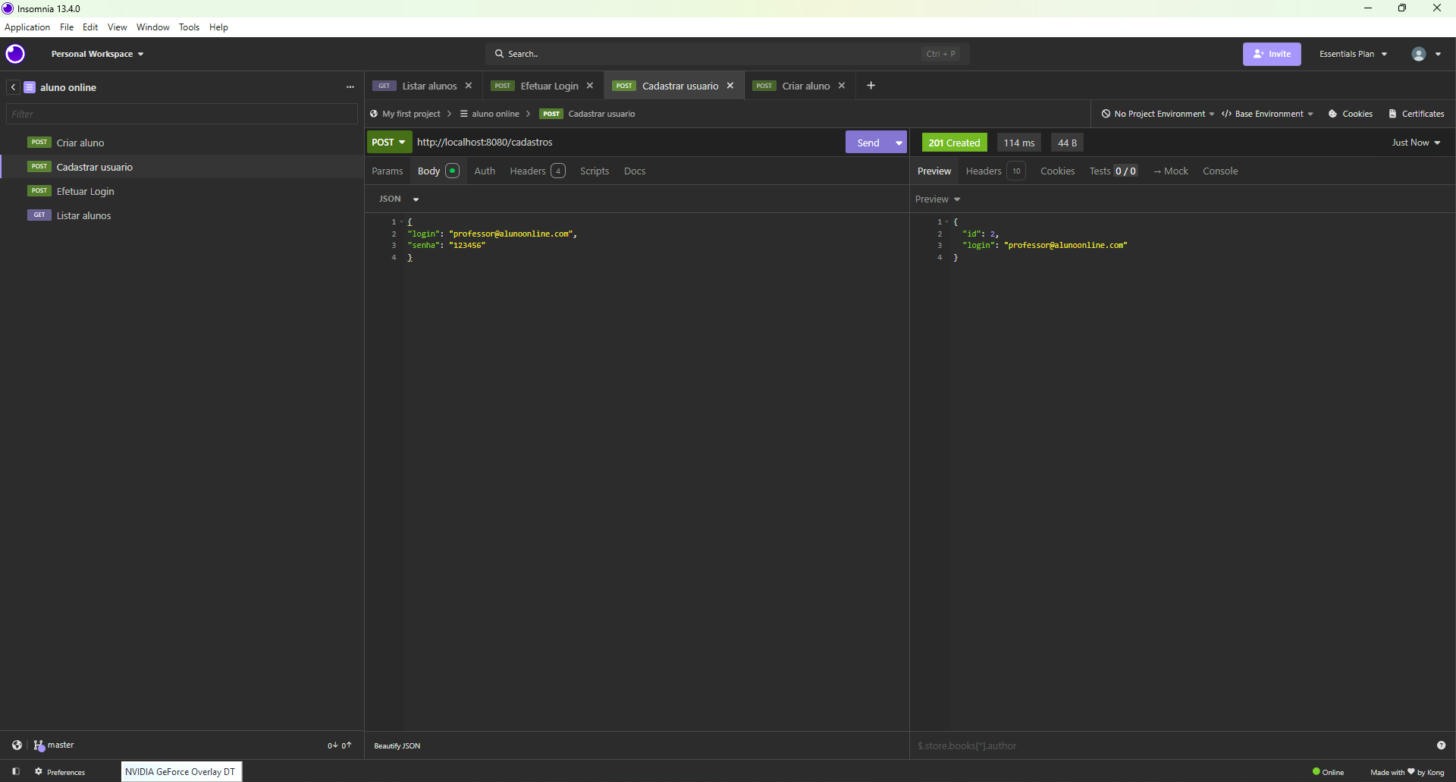 Insomnia 13.4.0
Application File Edit View Window Tools Help
Personal Workspace
Search.. Ctrl + P
Invite
Essentials Plan
aluno online
Filter
POST Criar aluno
POST Cadastrar usuario
POST Efetuar Login
GET Listar alunos
GET Listar alunos POST Efetuar Login POST Cadastrar usuario POST Criar aluno
My first project aluno online POST Cadastrar usuario
No Project Environment Base Environment Cookies Certificates
POST http://localhost:8080/cadastros Send
201 Created 114 ms 44 B Just Now
Params Body Auth Headers 4 Scripts Docs
Preview Headers 10 Cookies Tests 0 / 0 → Mock Console
JSON
1 {
2 "login": "professor@alunoonline.com",
3 "senha": "123456"
4 }
Preview
1 {
2 "id": 2,
3 "login": "professor@alunoonline.com"
4 }
master 0↓ 0↑
Beautify JSON
$.store.books[*].author
Preferences
NVIDIA GeForce Overlay DT
Online
Made with ♥ by Kong